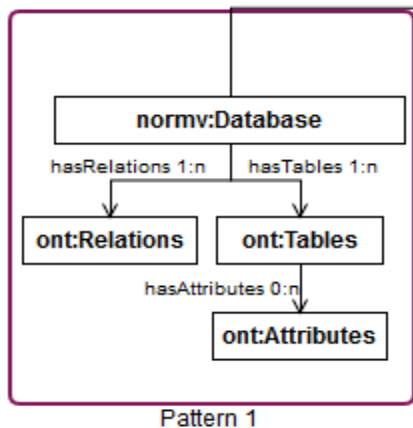 normv:Database
hasRelations 1:n hasTables 1:n
ont:Relations ont:Tables
hasAttributes 0:n
ont:Attributes
Pattern 1